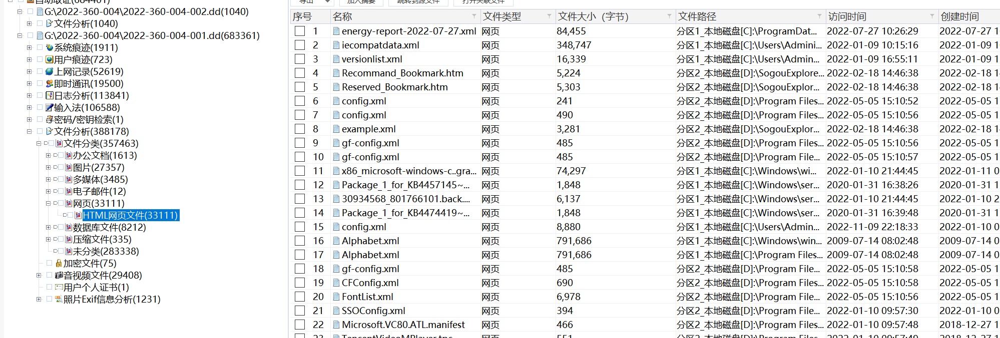 自动取证(684401)
G:\2022-360-004\2022-360-004-002.dd(1040)
文件分析(1040)
G:\2022-360-004\2022-360-004-001.dd(683361)
系统痕迹(1911)
用户痕迹(723)
上网记录(52619)
即时通讯(19500)
日志分析(113841)
输入法(106588)
密码/密钥检索(1)
文件分析(388178)
文件分类(357463)
办公文档(1613)
图片(27357)
多媒体(3485)
电子邮件(12)
网页(33111)
HTML网页文件(33111)
数据库文件(8212)
压缩文件(335)
未分类(283338)
加密文件(75)
音视频文件(29408)
用户个人证书(1)
照片Exif信息分析(1231)
导出 加入摘要 跳转到源文件 打开关联文件
序号 名称 文件类型 文件大小（字节） 文件路径 访问时间 创建时间
1 energy-report-2022-07-27.xml 网页 84,455 分区1_本地磁盘[C]:\ProgramDat... 2022-07-27 10:26:29 2022-07-27 1
2 iecompatdata.xml 网页 348,747 分区1_本地磁盘[C]:\Users\Admini... 2022-01-09 10:15:16 2022-01-09 1
3 versionlist.xml 网页 16,339 分区1_本地磁盘[C]:\Users\Admin... 2022-01-09 16:55:11 2022-01-09 1
4 Recommand_Bookmark.htm 网页 5,224 分区2_本地磁盘[D]:\SogouExplore... 2022-02-18 14:46:38 2022-02-18 1
5 Reserved_Bookmark.htm 网页 5,303 分区2_本地磁盘[D]:\SogouExplor... 2022-02-18 14:46:38 2022-02-18 1
6 config.xml 网页 241 分区2_本地磁盘[D]:\Program Files... 2022-05-05 15:10:52 2022-05-05 1
7 config.xml 网页 490 分区2_本地磁盘[D]:\Program Files... 2022-05-05 15:10:56 2022-05-05 1
8 example.xml 网页 3,281 分区2_本地磁盘[D]:\SogouExplor... 2022-02-18 14:46:38 2022-02-18 1
9 gf-config.xml 网页 485 分区2_本地磁盘[D]:\Program Files... 2022-05-05 15:10:56 2022-05-05 1
10 gf-config.xml 网页 485 分区2_本地磁盘[D]:\Program File... 2022-05-05 15:10:57 2022-05-05 1
11 x86_microsoft-windows-c..gra... 网页 74,297 分区1_本地磁盘[C]:\Windows\wi... 2022-01-10 21:44:45 2022-01-11 0
12 Package_1_for_KB4457145~... 网页 1,848 分区1_本地磁盘[C]:\Windows\ser... 2020-01-31 16:38:26 2020-01-31 1
13 30934568_801766101.back.... 网页 6,137 分区1_本地磁盘[C]:\Windows\ser... 2022-01-10 21:44:45 2022-01-10 2
14 Package_1_for_KB4474419~... 网页 1,848 分区1_本地磁盘[C]:\Windows\ser... 2020-01-31 16:39:48 2020-01-31 1
15 config.xml 网页 8,880 分区1_本地磁盘[C]:\Users\Admin... 2022-11-09 22:18:33 2022-01-10 0
16 Alphabet.xml 网页 791,686 分区1_本地磁盘[C]:\Windows\win... 2009-07-14 08:02:48 2009-07-14 0
17 Alphabet.xml 网页 791,686 分区1_本地磁盘[C]:\Program Files... 2009-07-14 08:02:48 2009-07-14 0
18 gf-config.xml 网页 485 分区2_本地磁盘[D]:\Program File... 2022-05-05 15:10:58 2022-05-05 1
19 CFConfig.xml 网页 690 分区2_本地磁盘[D]:\Program File... 2022-05-05 15:10:58 2022-05-05 1
20 FontList.xml 网页 6,978 分区2_本地磁盘[D]:\Program File... 2022-05-05 15:10:56 2022-05-05 1
21 SSOConfig.xml 网页 394 分区2_本地磁盘[D]:\Program File... 2022-01-10 09:57:30 2022-01-10 0
22 Microsoft.VC80.ATL.manifest 网页 466 分区2_本地磁盘[D]:\Program Files... 2022-01-10 09:57:48 2018-12-27 1
23 网页 551 2022-01-10 09:57:49 2018-12-27 1